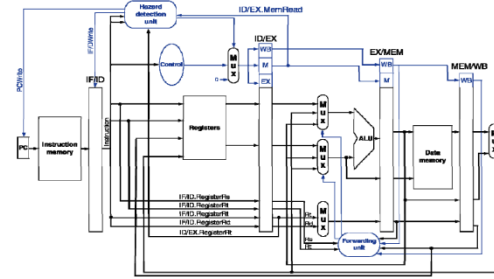 Hazard
detection
unit
ID/EX.MemRead
IF/DWrite
PCWrite
ID/EX
EX/MEM
MEM/WB
IF/ID
Control
0
M
u
x
WB
M
EX
WB
M
WB
PC
Instruction
memory
Instruction
Registers
M
u
x
M
u
x
ALU
Data
memory
M
u
x
IF/ID.RegisterRs
IF/ID.RegisterRt
IF/ID.RegisterRt
IF/ID.RegisterRd
ID/EX.RegisterRt
Rt
Rd
M
u
x
Rs
Rt
Forwarding
unit